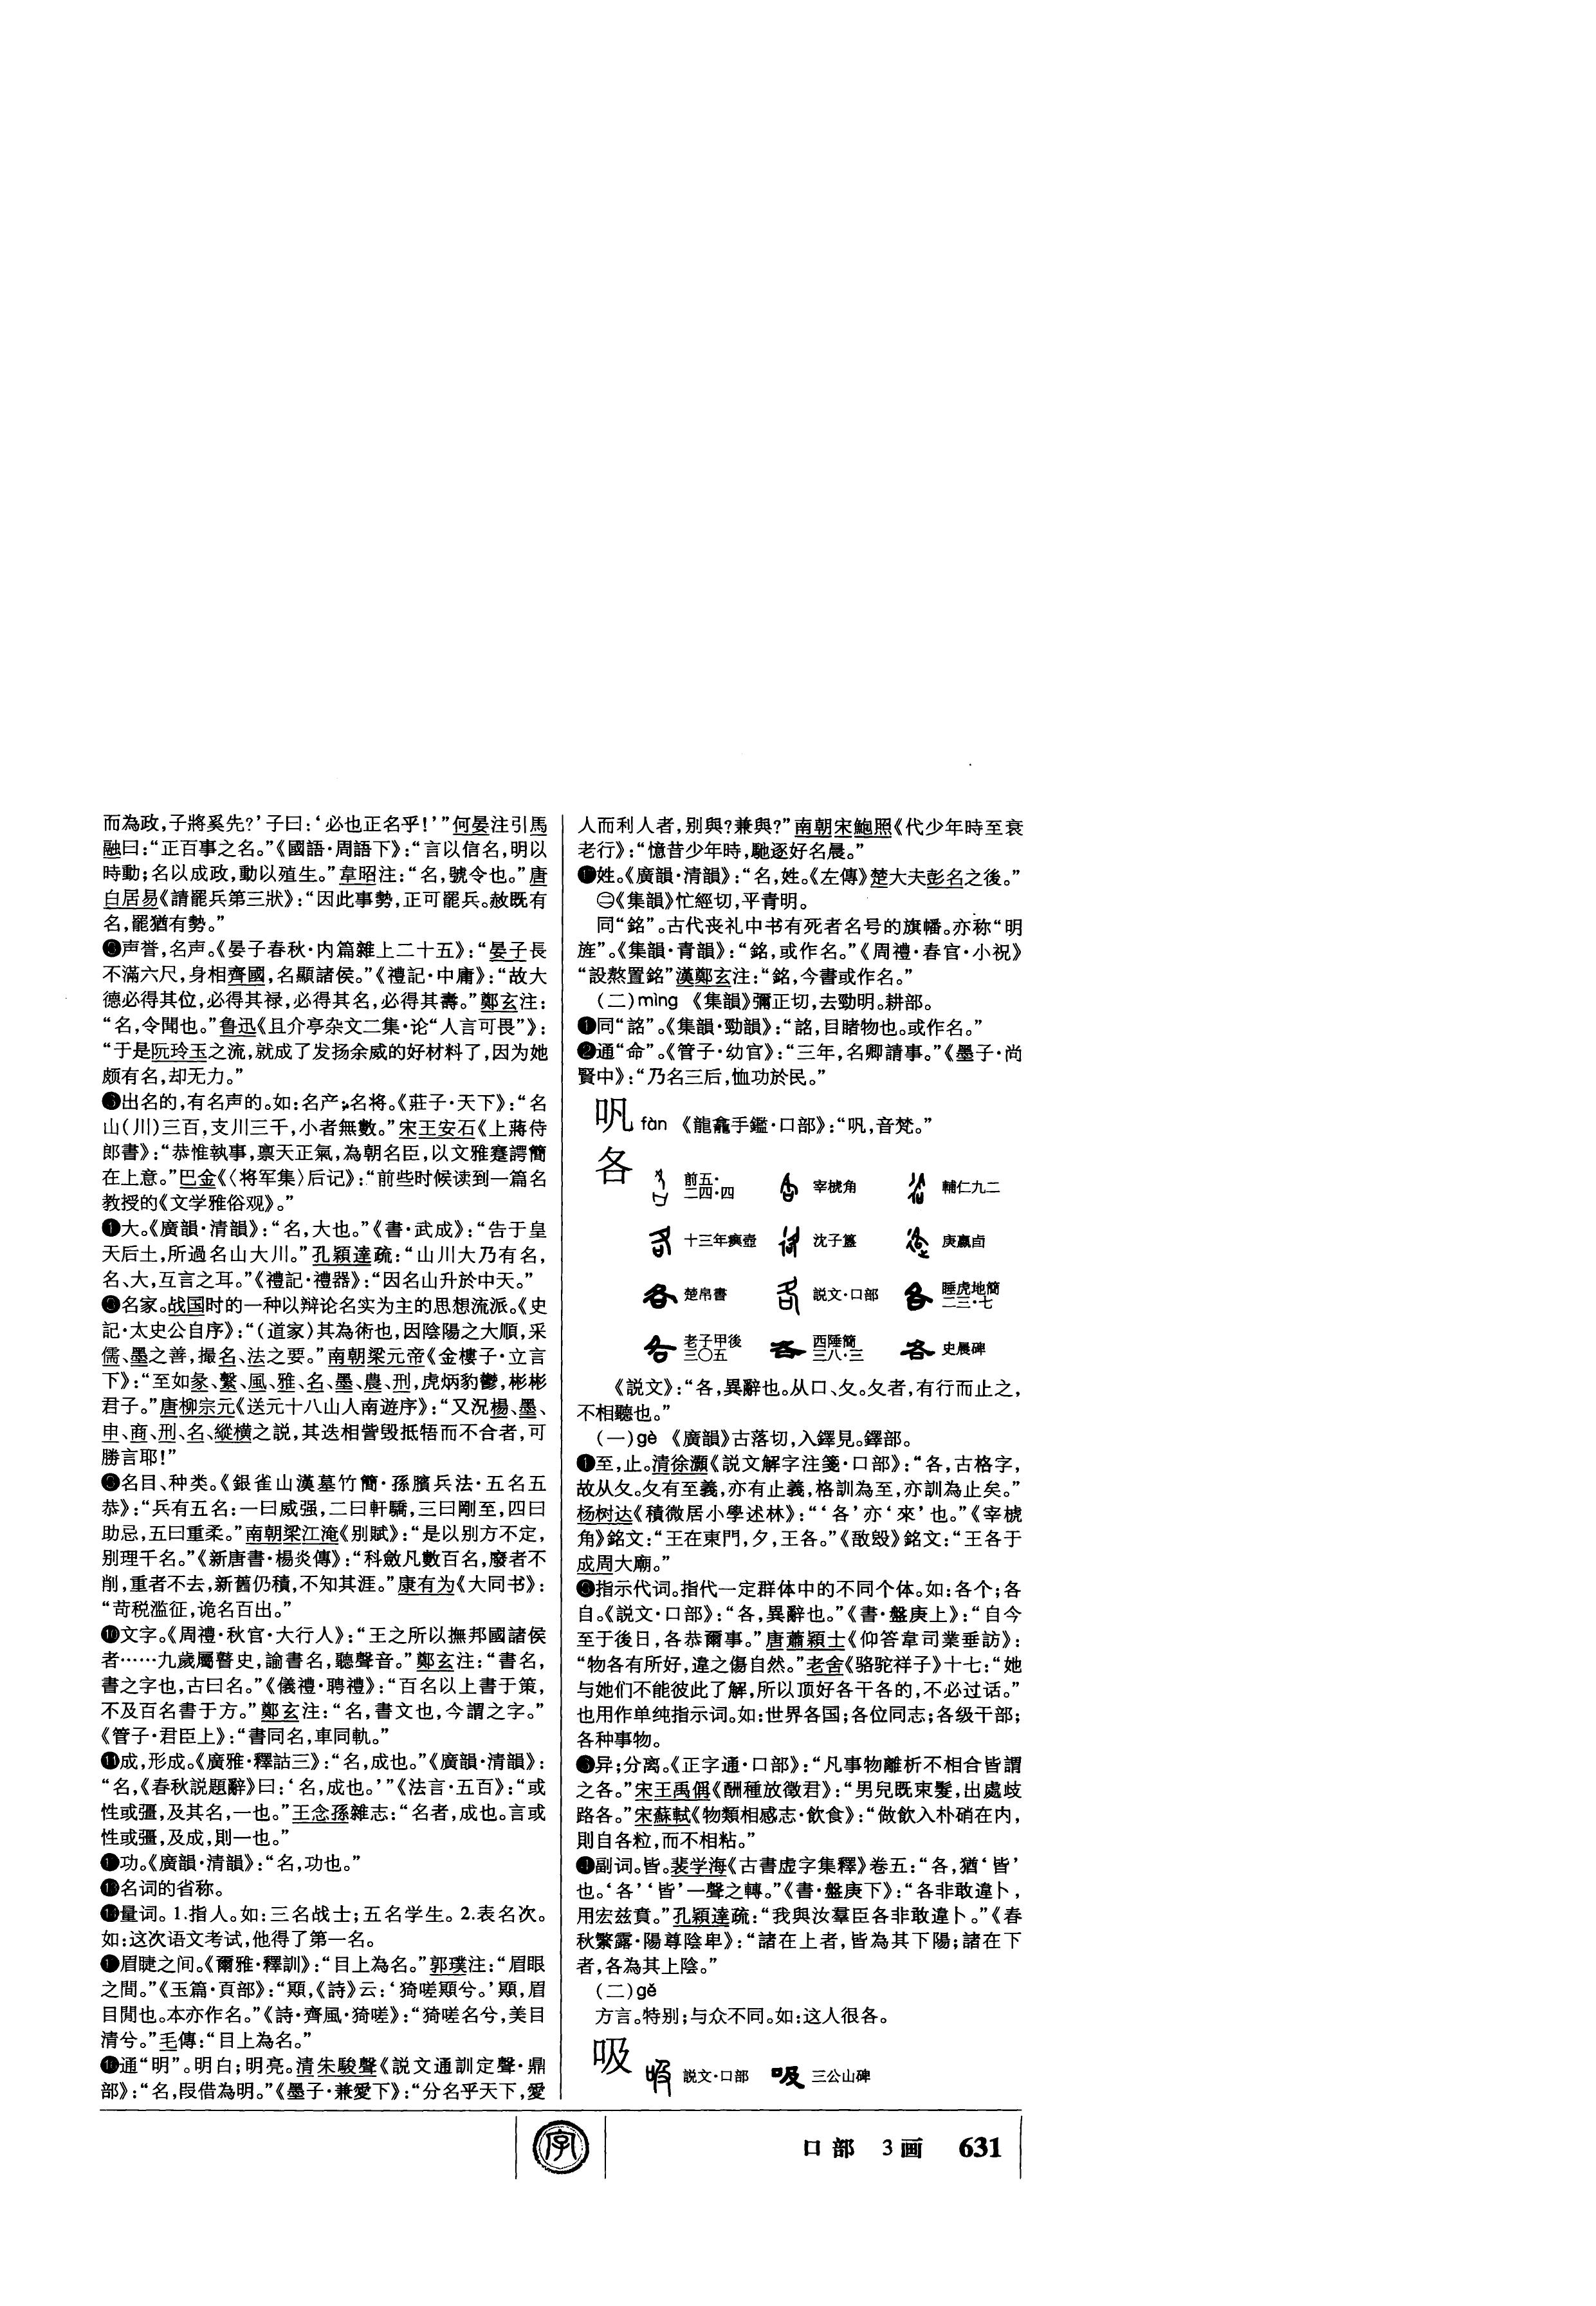 而為政，子將奚先？’子曰：‘必也正名乎！’”何晏注引馬
融曰：“正百事之名。”《國語·周語下》：“言以信名，明以
時動；名以成政，動以殖生。”韋昭注：“名，號令也。”唐
白居易《請罷兵第三狀》：“因此事勢，正可罷兵。赦既有
名，罷猶有勢。”
声誉，名声。《晏子春秋·内篇雜上二十五》：“晏子長
不滿六尺，身相齊國，名顯諸侯。”《禮記·中庸》：“故大
德必得其位，必得其禄，必得其名，必得其壽。”鄭玄注：
“名，令聞也。”鲁迅《且介亭杂文二集·论“人言可畏”》：
“于是阮玲玉之流，就成了发扬余威的好材料了，因为她
颇有名，却无力。”
出名的，有名声的。如：名产；名将。《莊子·天下》：“名
山（川）三百，支川三千，小者無數。”宋王安石《上蔣侍
郎書》：“恭惟執事，稟天正氣，為朝名臣，以文雅蹇諤簡
在上意。”巴金《〈将军集〉后记》：“前些时候读到一篇名
教授的《文学雅俗观》。”
大。《廣韻·清韻》：“名，大也。”《書·武成》：“告于皇
天后土，所過名山大川。”孔穎達疏：“山川大乃有名，
名、大，互言之耳。”《禮記·禮器》：“因名山升於中天。”
名家。战国时的一种以辩论名实为主的思想流派。《史
記·太史公自序》：“（道家）其為術也，因陰陽之大順，采
儒、墨之善，撮名、法之要。”南朝梁元帝《金樓子·立言
下》：“至如彖、繫、風、雅、名、墨、農、刑，虎炳豹鬱，彬彬
君子。”唐柳宗元《送元十八山人南遊序》：“又況楊、墨、
申、商、刑、名、縱横之説，其迭相訾毁抵牾而不合者，可
勝言耶！”
名目、种类。《銀雀山漢墓竹簡·孫臏兵法·五名五
恭》：“兵有五名：一曰威强，二曰軒驕，三曰剛至，四曰
助忌，五曰重柔。”南朝梁江淹《别賦》：“是以别方不定，
别理千名。”《新唐書·楊炎傳》：“科斂凡數百名，廢者不
削，重者不去，新舊仍積，不知其涯。”康有为《大同书》：
“苛税滥征，诡名百出。”
❿文字。《周禮·秋官·大行人》：“王之所以撫邦國諸侯
者……九歲屬瞽史，諭書名，聽聲音。”鄭玄注：“書名，
書之字也，古曰名。”《儀禮·聘禮》：“百名以上書于策，
不及百名書于方。”鄭玄注：“名，書文也，今謂之字。”
《管子·君臣上》：“書同名，車同軌。”
⓫成，形成。《廣雅·釋詁三》：“名，成也。”《廣韻·清韻》：
“名，《春秋説題辭》曰：‘名，成也。’”《法言·五百》：“或
性或彊，及其名，一也。”王念孫雜志：“名者，成也。言或
性或彊，及成，則一也。”
功。《廣韻·清韻》：“名，功也。”
⓭名词的省称。
量词。1.指人。如：三名战士；五名学生。2.表名次。
如：这次语文考试，他得了第一名。
眉睫之间。《爾雅·釋訓》：“目上為名。”郭璞注：“眉眼
之間。”《玉篇·頁部》：“顯，《詩》云：‘猗嗟顯兮。’顯，眉
目間也。本亦作名。”《詩·齊風·猗嗟》：“猗嗟名兮，美目
清兮。”毛傳：“目上為名。”
通“明”。明白；明亮。清朱駿聲《説文通訓定聲·鼎
部》：“名，叚借為明。”《墨子·兼愛下》：“分名乎天下，愛
人而利人者，别與？兼與？”南朝宋鮑照《代少年時至衰
老行》：“憶昔少年時，馳逐好名晨。”
姓。《廣韻·清韻》：“名，姓。《左傳》楚大夫彭名之後。”
㊁《集韻》忙經切，平青明。
同“銘”。古代丧礼中书有死者名号的旗幡。亦称“明
旌”。《集韻·青韻》：“銘，或作名。”《周禮·春官·小祝》
“設熬置銘”漢鄭玄注：“銘，今書或作名。”
（二）mìng《集韻》彌正切，去勁明。耕部。
❶同“詺”。《集韻·勁韻》：“詺，目睹物也。或作名。”
❷通“命”。《管子·幼官》：“三年，名卿請事。”《墨子·尚
賢中》：“乃名三后，恤功於民。”
㕨 fàn 《龍龕手鑑·口部》：“㕨，音梵。”
各
前五·二四·四 宰椃角 輔仁九二
十三年𤼈壺 沈子簋 庚嬴卣
楚帛書 説文·口部 睡虎地簡二三·七
老子甲後三〇五 西陲簡三八·三 史晨碑
《説文》：“各，異辭也。从口、夂。夂者，有行而止之，
不相聽也。”
（一）gè 《廣韻》古落切，入鐸見。鐸部。
❶至，止。清徐灝《説文解字注箋·口部》：“各，古格字，
故从夂。夂有至義，亦有止義，格訓為至，亦訓為止矣。”
杨树达《積微居小學述林》：“‘各’亦‘來’也。”《宰椃
角》銘文：“王在東門，夕，王各。”《敔𣪘》銘文：“王各于
成周大廟。”
指示代词。指代一定群体中的不同个体。如：各个；各
自。《説文·口部》：“各，異辭也。”《書·盤庚上》：“自今
至于後日，各恭爾事。”唐蕭穎士《仰答韋司業垂訪》：
“物各有所好，違之傷自然。”老舍《骆驼祥子》十七：“她
与她们不能彼此了解，所以顶好各干各的，不必过话。”
也用作单纯指示词。如：世界各国；各位同志；各级干部；
各种事物。
异；分离。《正字通·口部》：“凡事物離析不相合皆謂
之各。”宋王禹偁《酬種放徵君》：“男兒既束髮，出處歧
路各。”宋蘇軾《物類相感志·飲食》：“做飲入朴硝在内，
則自各粒，而不相粘。”
❹副词。皆。裴学海《古書虚字集釋》卷五：“各，猶‘皆’
也。‘各’‘皆’一聲之轉。”《書·盤庚下》：“各非敢違卜，
用宏兹賁。”孔穎達疏：“我與汝羣臣各非敢違卜。”《春
秋繁露·陽尊陰卑》：“諸在上者，皆為其下陽；諸在下
者，各為其上陰。”
（二）gě
方言。特别；与众不同。如：这人很各。
吸
説文·口部 三公山碑
字
口部 3画 631